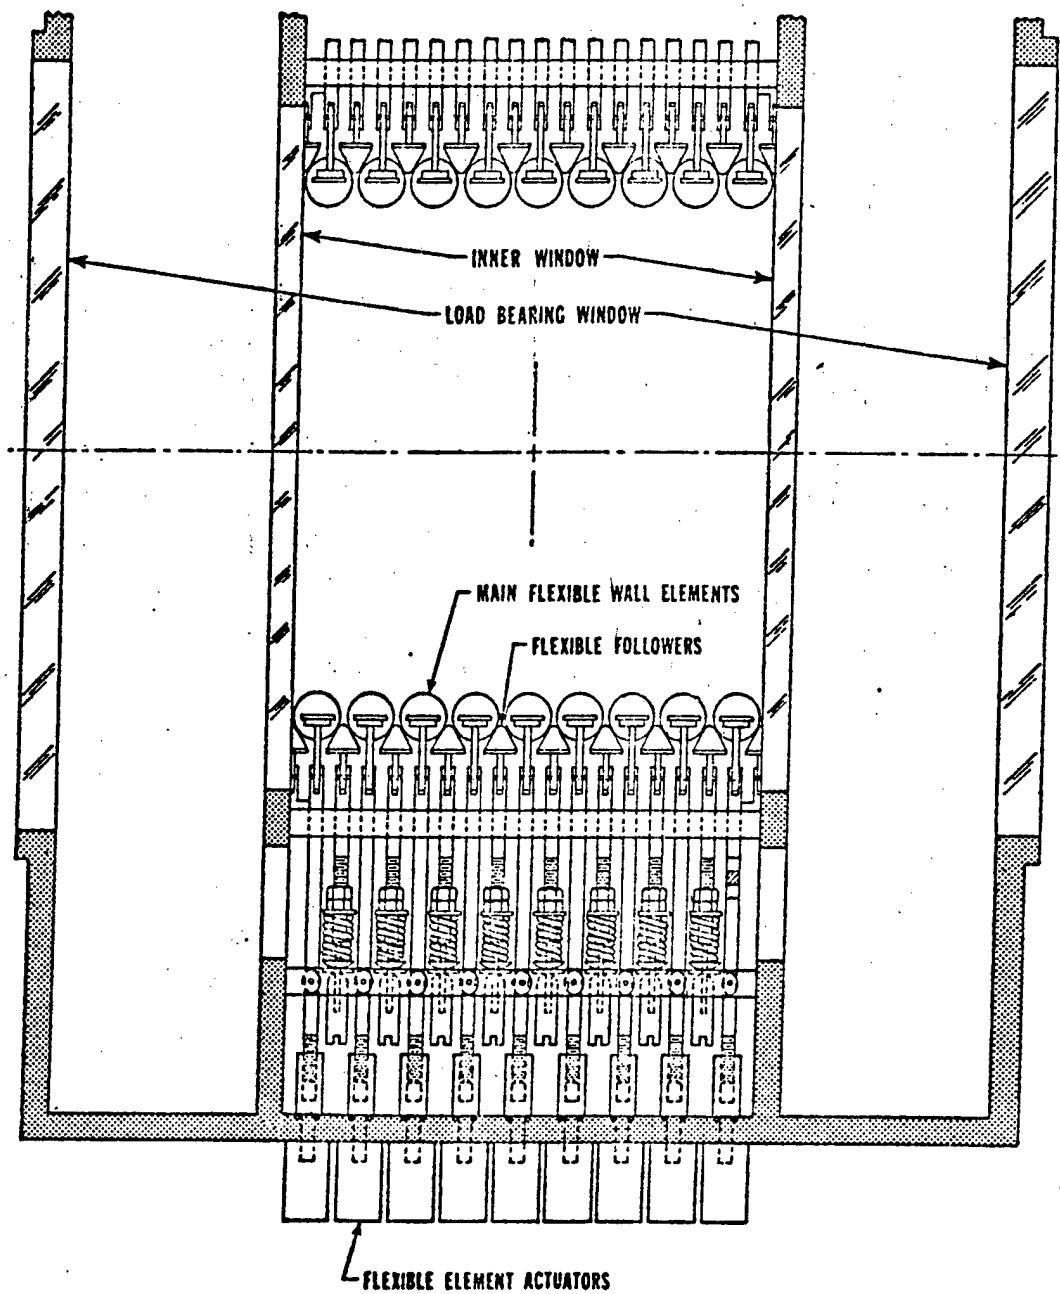 INNER WINDOW
LOAD BEARING WINDOW
MAIN FLEXIBLE WALL ELEMENTS
FLEXIBLE FOLLOWERS
FLEXIBLE ELEMENT ACTUATORS